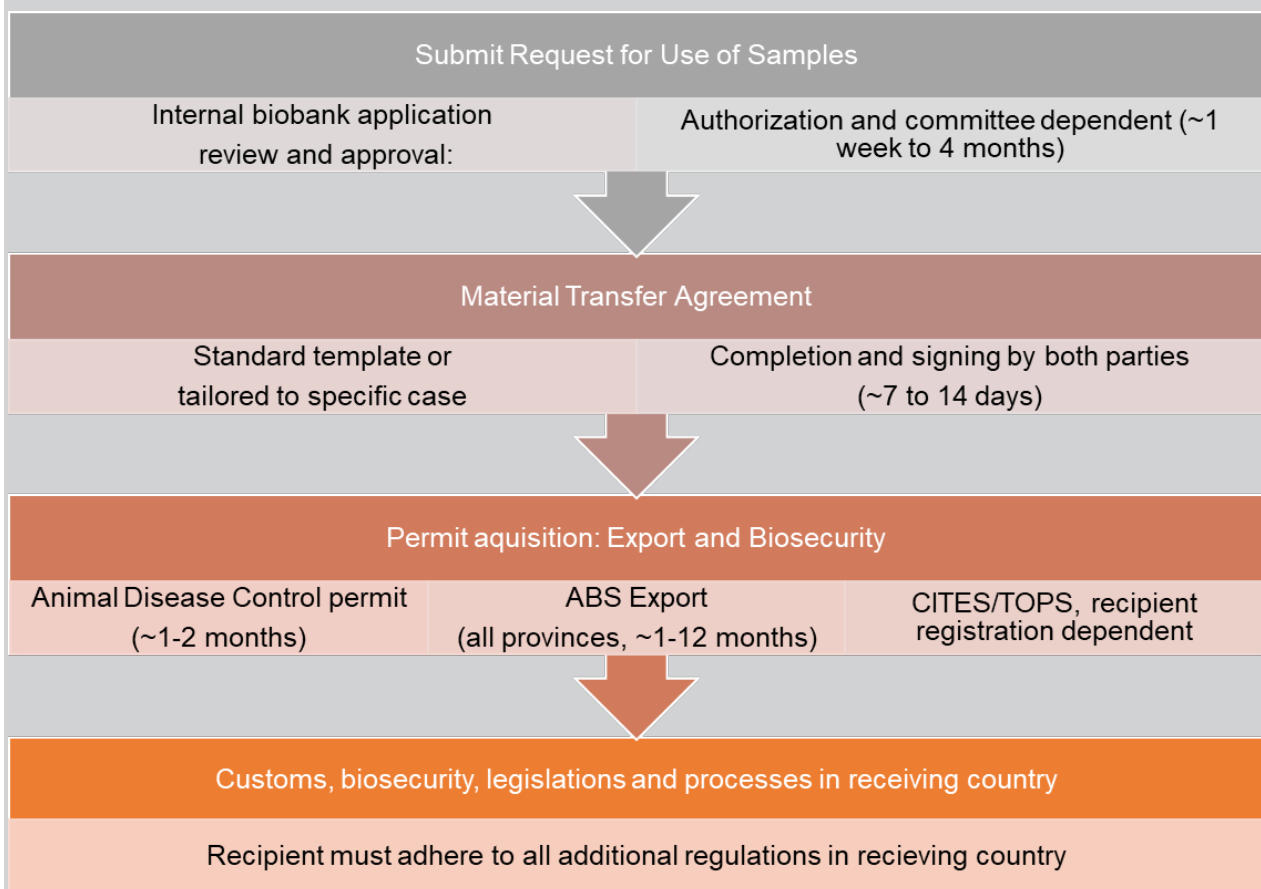 Submit Request for Use of Samples
Internal biobank application
review and approval:
Authorization and committee dependent (~1
week to 4 months)
Material Transfer Agreement
Standard template or
tailored to specific case
Completion and signing by both parties
(~7 to 14 days)
Permit aquisition: Export and Biosecurity
Animal Disease Control permit
(~1-2 months)
ABS Export
(all provinces, ~1-12 months)
CITES/TOPS, recipient
registration dependent
Customs, biosecurity, legislations and processes in receiving country
Recipient must adhere to all additional regulations in recieving country